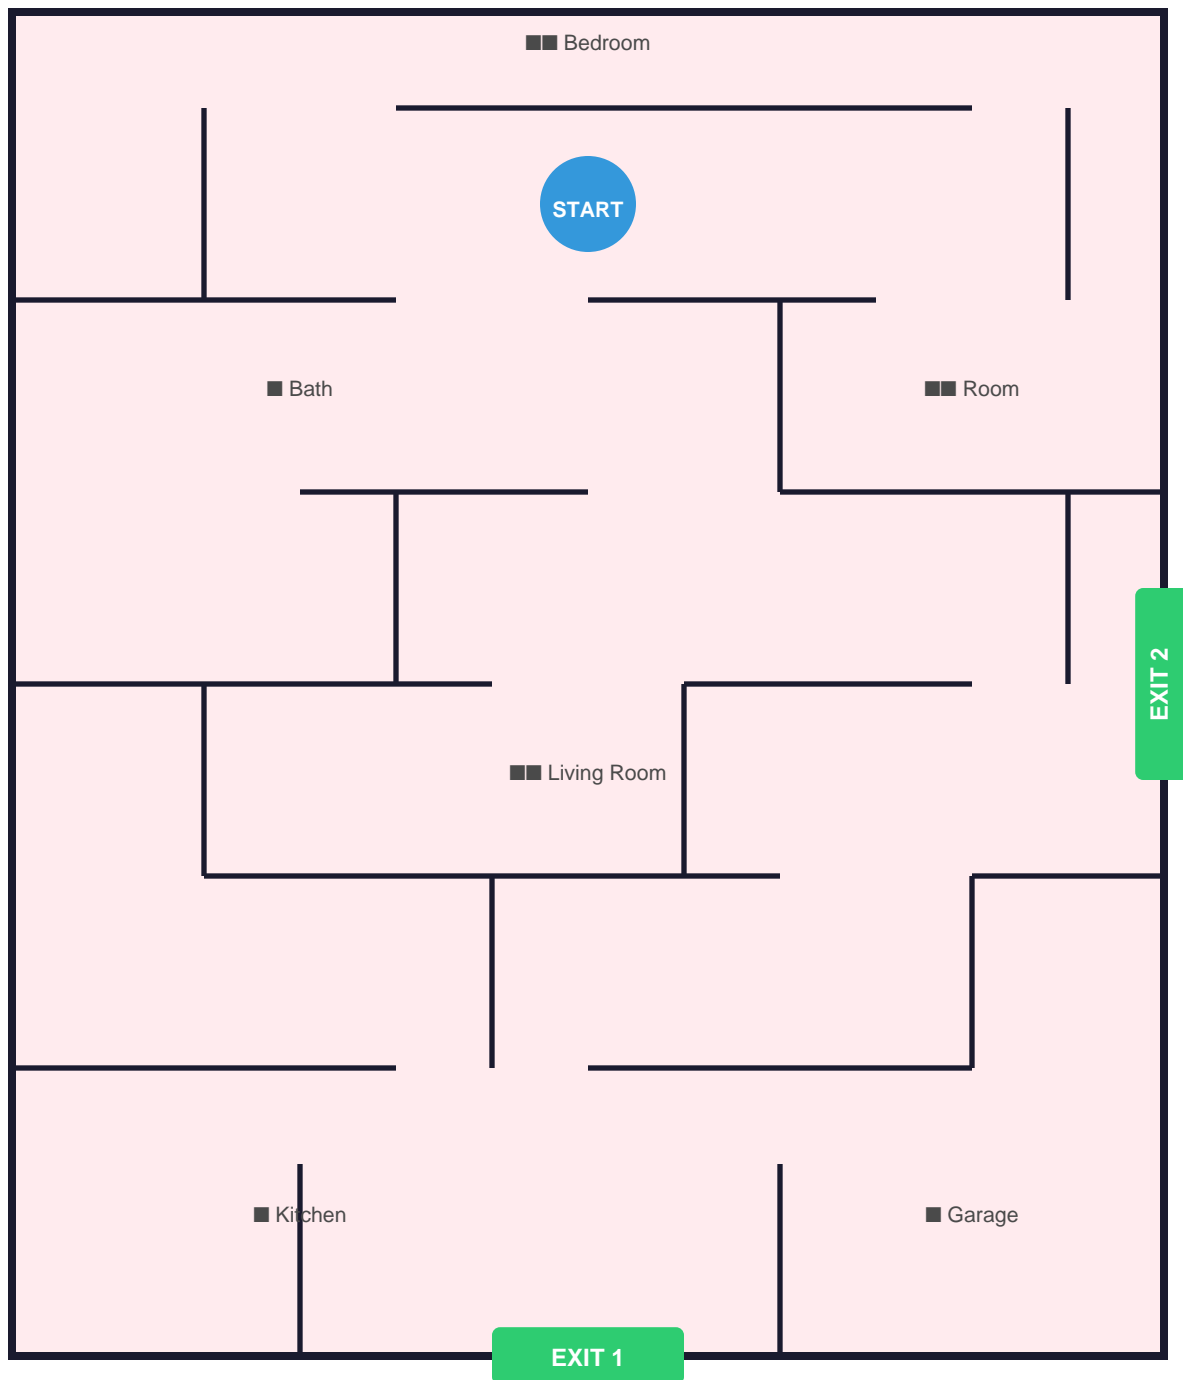 ■■ Bedroom
START
■ Bath
■■ Room
EXIT 2
■■ Living Room
■ Kitchen
■ Garage
EXIT 1